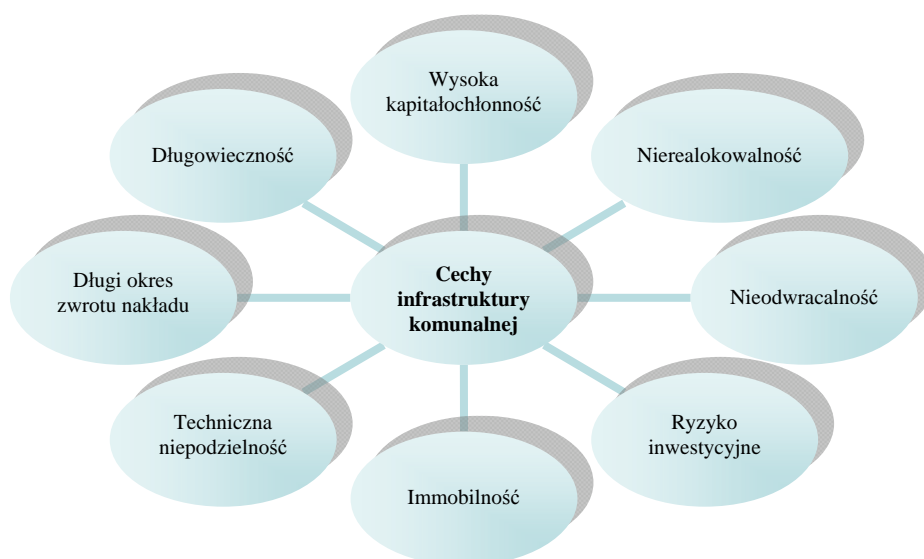 Wysoka
kapitałochłonność
Długowieczność
Nierealokowalność
Długi okres
zwrotu nakładu
Cechy
infrastruktury
komunalnej
Nieodwracalność
Techniczna
niepodzielność
Ryzyko
inwestycyjne
Immobilność